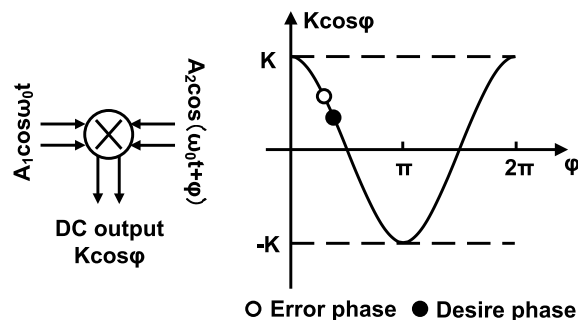 A₁cosω₀t
A₂cos(ω₀t+φ)
DC output
Kcosφ
Kcosφ
K
-K
π
2π
φ
Error phase
Desire phase